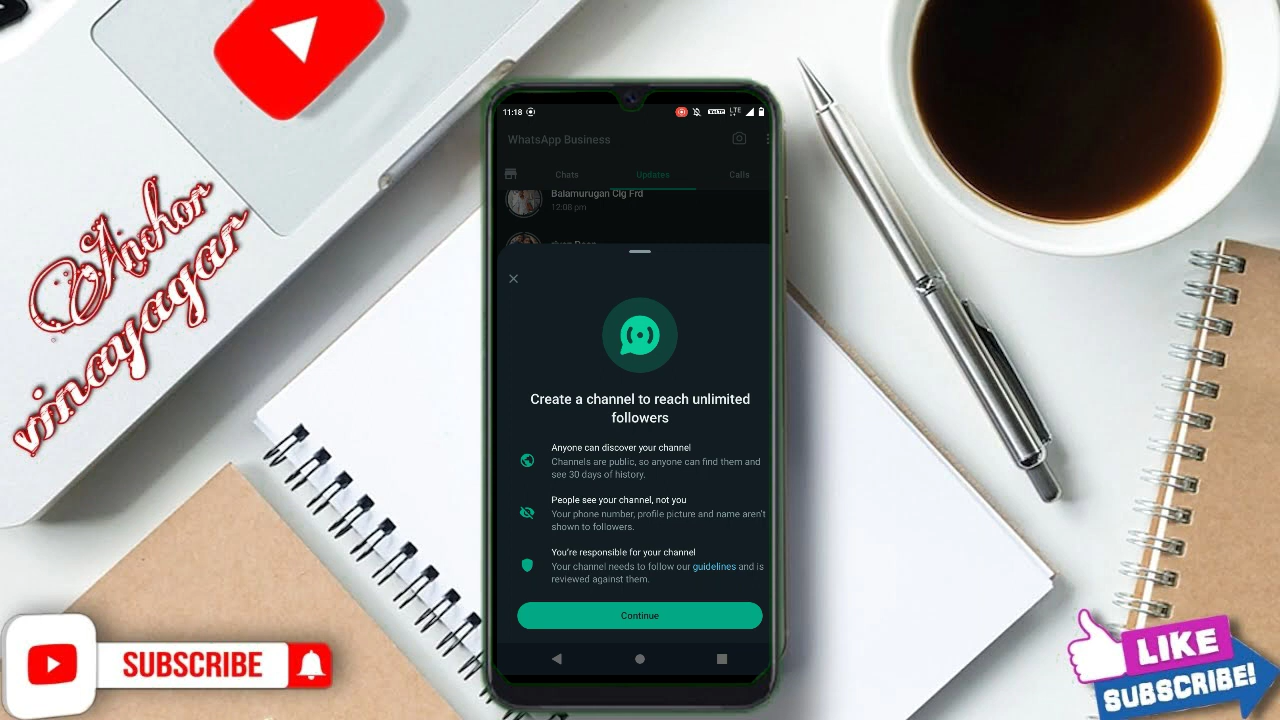 Anchor
vinayagar
11:18
LTE
WhatsApp Business
Chats
Updates
Calls
Balamurugan Cig Frd
12:08 pm
Create a channel to reach unlimited
followers
Anyone can discover your channel
Channels are public, so anyone can find them and
see 30 days of history.
People see your channel, not you
Your phone number, profile picture and name aren't
shown to followers.
You're responsible for your channel
Your channel needs to follow our guidelines and is
reviewed against them.
Continue
SUBSCRIBE
LIKE
SUBSCRIBE!